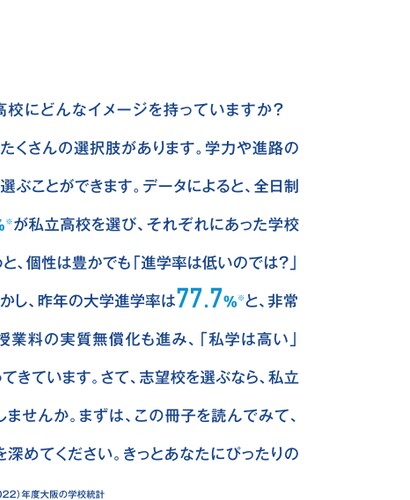 高校にどんなイメージを持っていますか？
たくさんの選択肢があります。学力や進路の
選ぶことができます。データによると、全日制
%※が私立高校を選び、それぞれにあった学校
と、個性は豊かでも「進学率は低いのでは？」
かし、昨年の大学進学率は77.7%※と、非常
授業料の実質無償化も進み、「私学は高い」
てきています。さて、志望校を選ぶなら、私立
しませんか。まずは、この冊子を読んでみて、
を深めてください。きっとあなたにぴったりの
022）年度大阪の学校統計